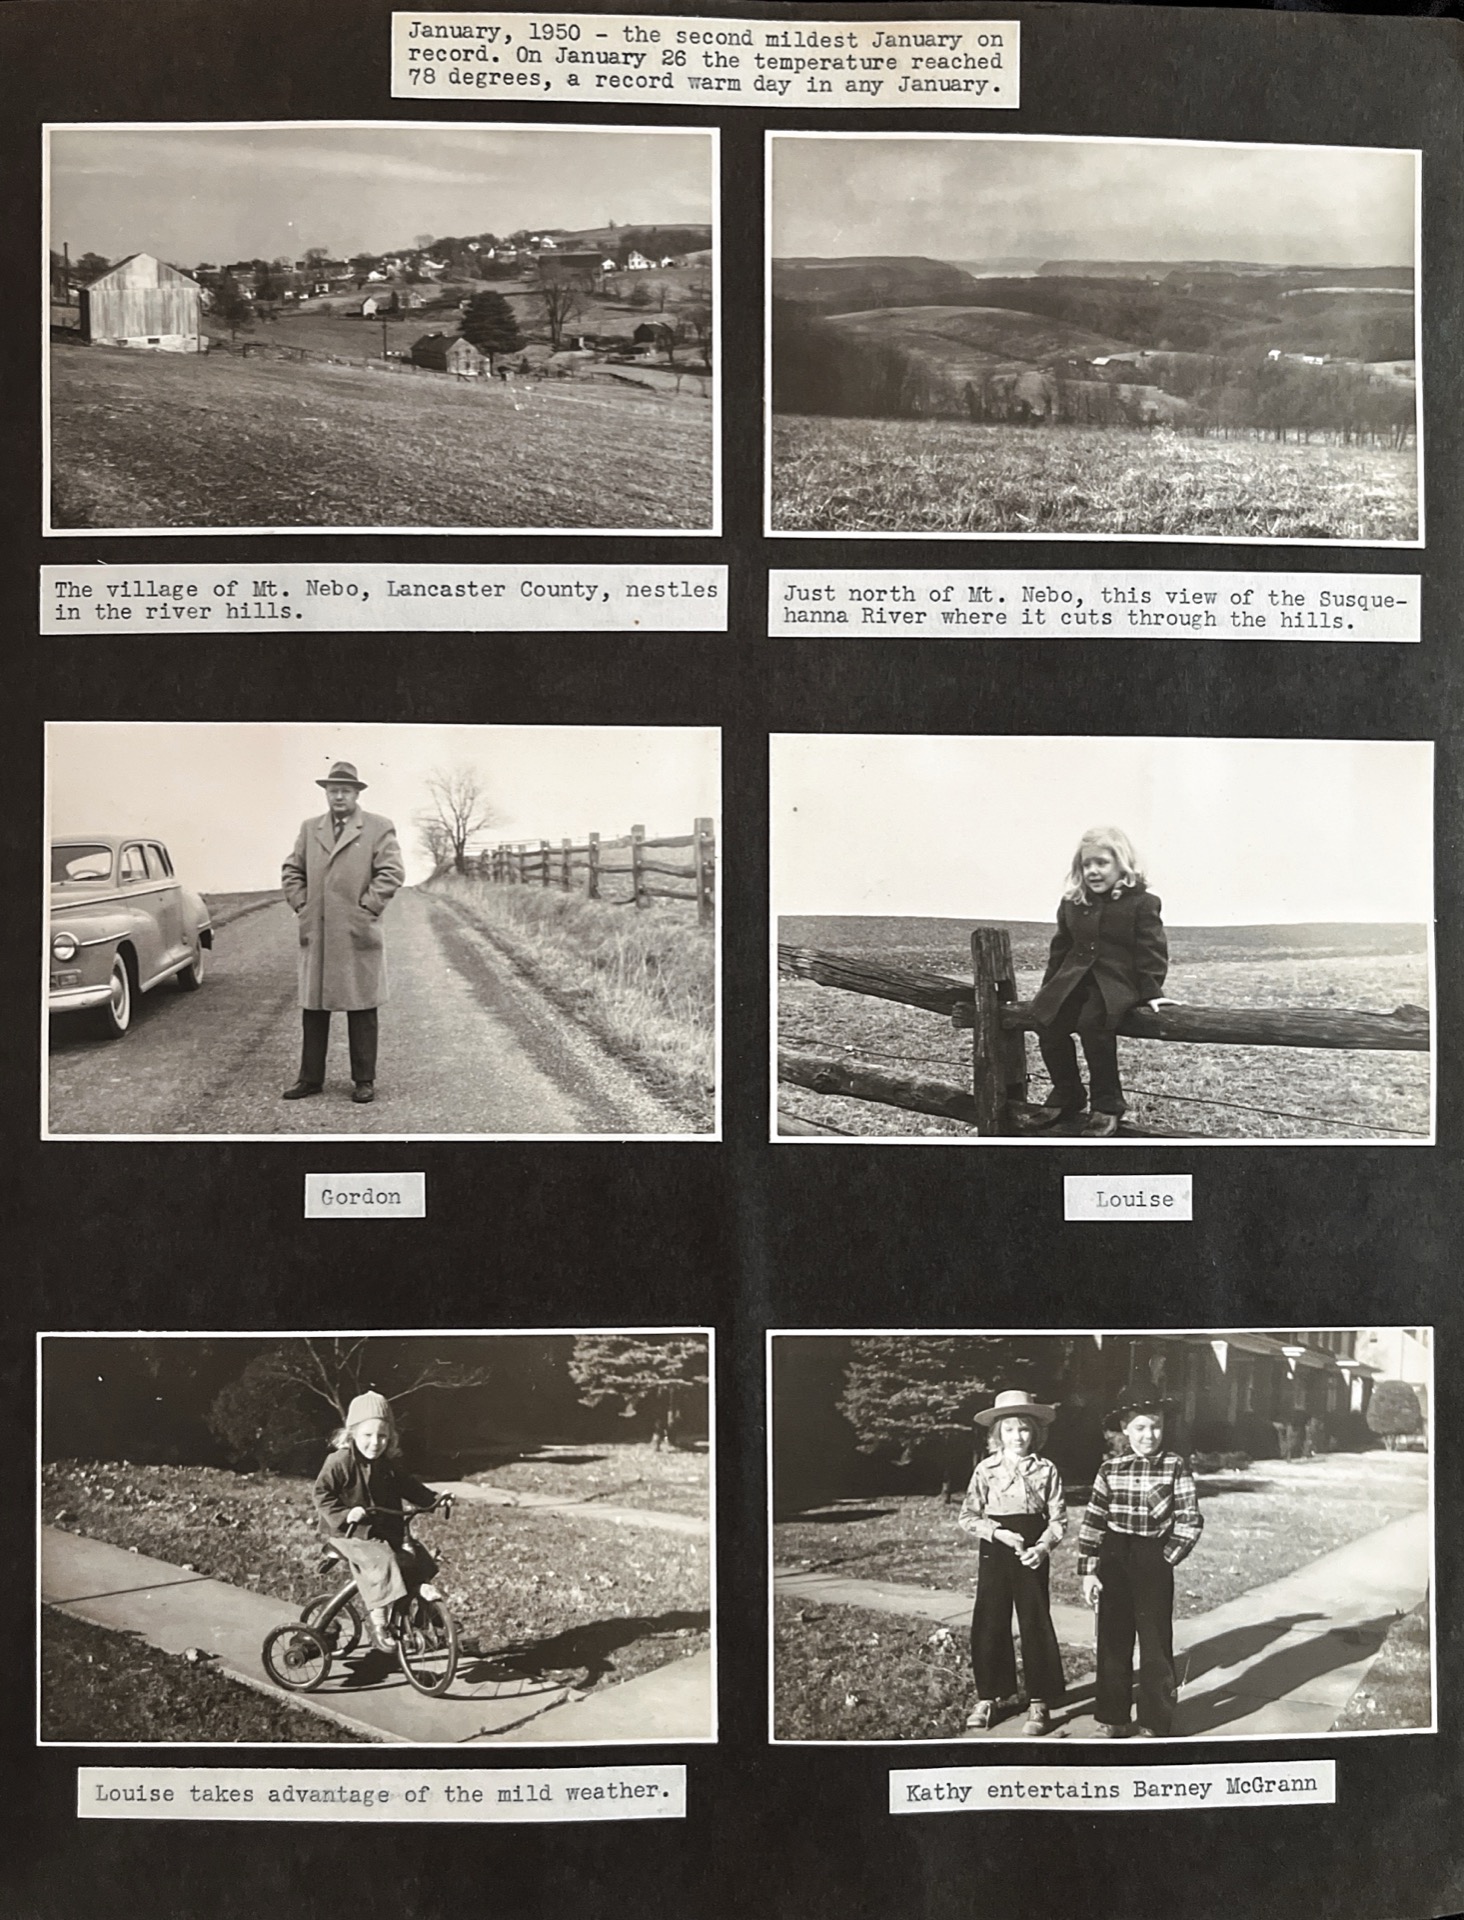 January, 1950 - the second mildest January on
record. On January 26 the temperature reached
78 degrees, a record warm day in any January.
The village of Mt. Nebo, Lancaster County, nestles
in the river hills.
Just north of Mt. Nebo, this view of the Susque-
hanna River where it cuts through the hills.
Gordon
Louise
Louise takes advantage of the mild weather.
Kathy entertains Barney McGrann